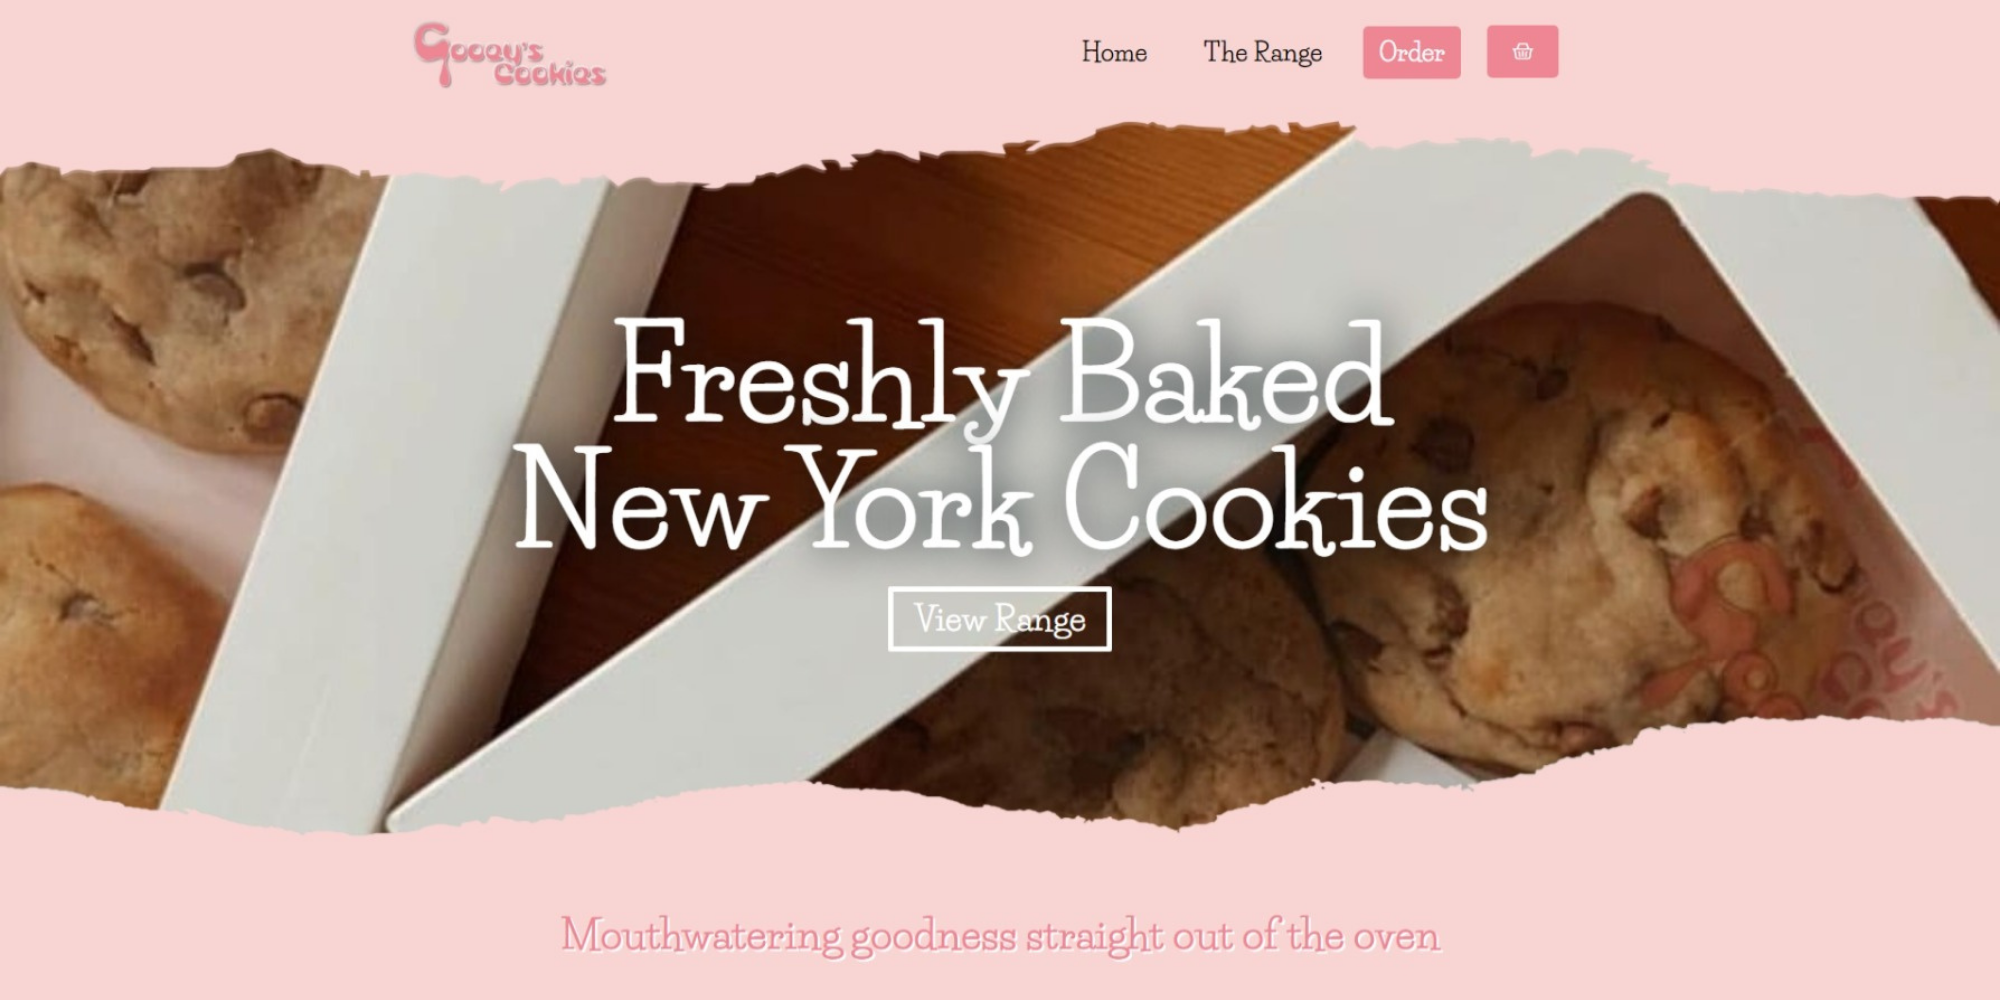 Gooey's
Cookies
Home
The Range
Order
Freshly Baked
New York Cookies
View Range
Mouthwatering goodness straight out of the oven